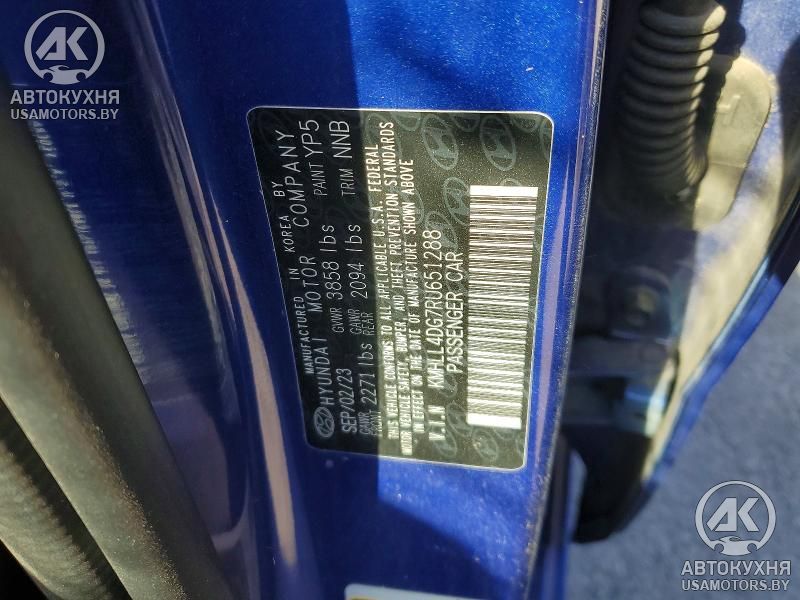 АК
АВТОКУХНЯ
USAMOTORS.BY
MANUFACTURED IN KOREA BY
HYUNDAI MOTOR COMPANY
SEP/02/23 GVWR 3858 lbs PAINT YP5
GAWR FRONT 2271 lbs GAWR REAR 2094 lbs TRIM NNB
THIS VEHICLE CONFORMS TO ALL APPLICABLE U.S.A. FEDERAL
MOTOR VEHICLE SAFETY, BUMPER, AND THEFT PREVENTION STANDARDS
IN EFFECT ON THE DATE OF MANUFACTURE SHOWN ABOVE
V.I.N KMHLL4DG7RU651288
PASSENGER CAR
АК
АВТОКУХНЯ
USAMOTORS.BY